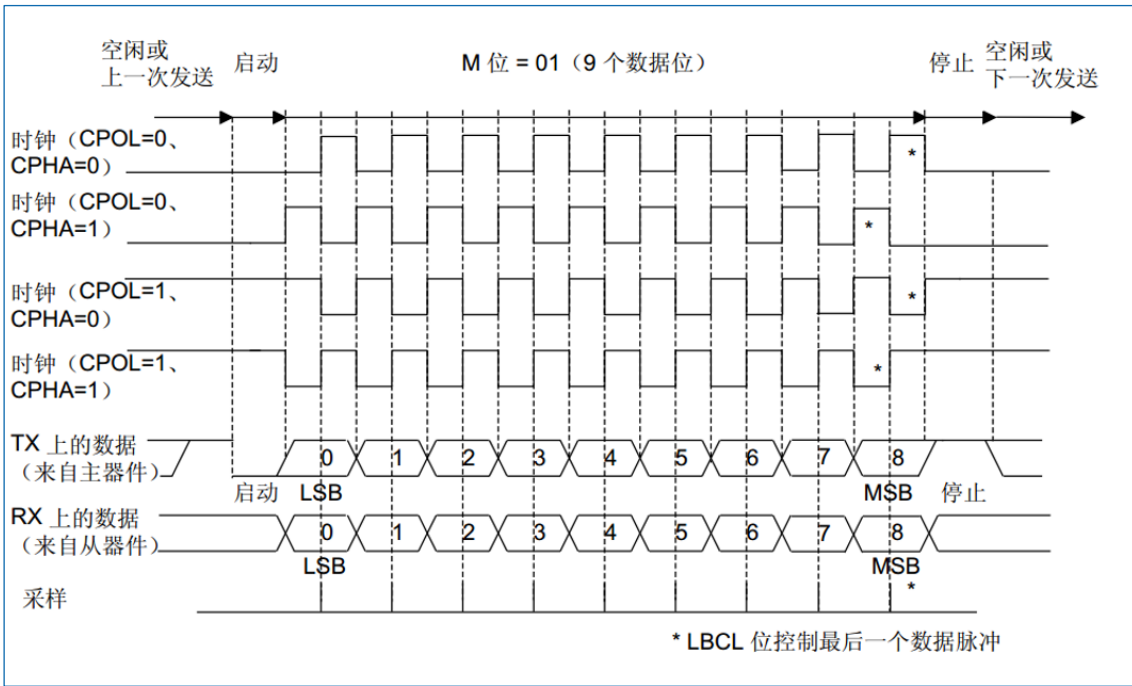 空闲或
上一次发送
启动
M 位 = 01（9 个数据位）
停止
空闲或
下一次发送
时钟（CPOL=0、
CPHA=0）
*
时钟（CPOL=0、
CPHA=1）
*
时钟（CPOL=1、
CPHA=0）
*
时钟（CPOL=1、
CPHA=1）
*
TX 上的数据
（来自主器件）
0 1 2 3 4 5 6 7 8
启动 LSB MSB 停止
RX 上的数据
（来自从器件）
0 1 2 3 4 5 6 7 8
LSB MSB
采样
*
* LBCL 位控制最后一个数据脉冲